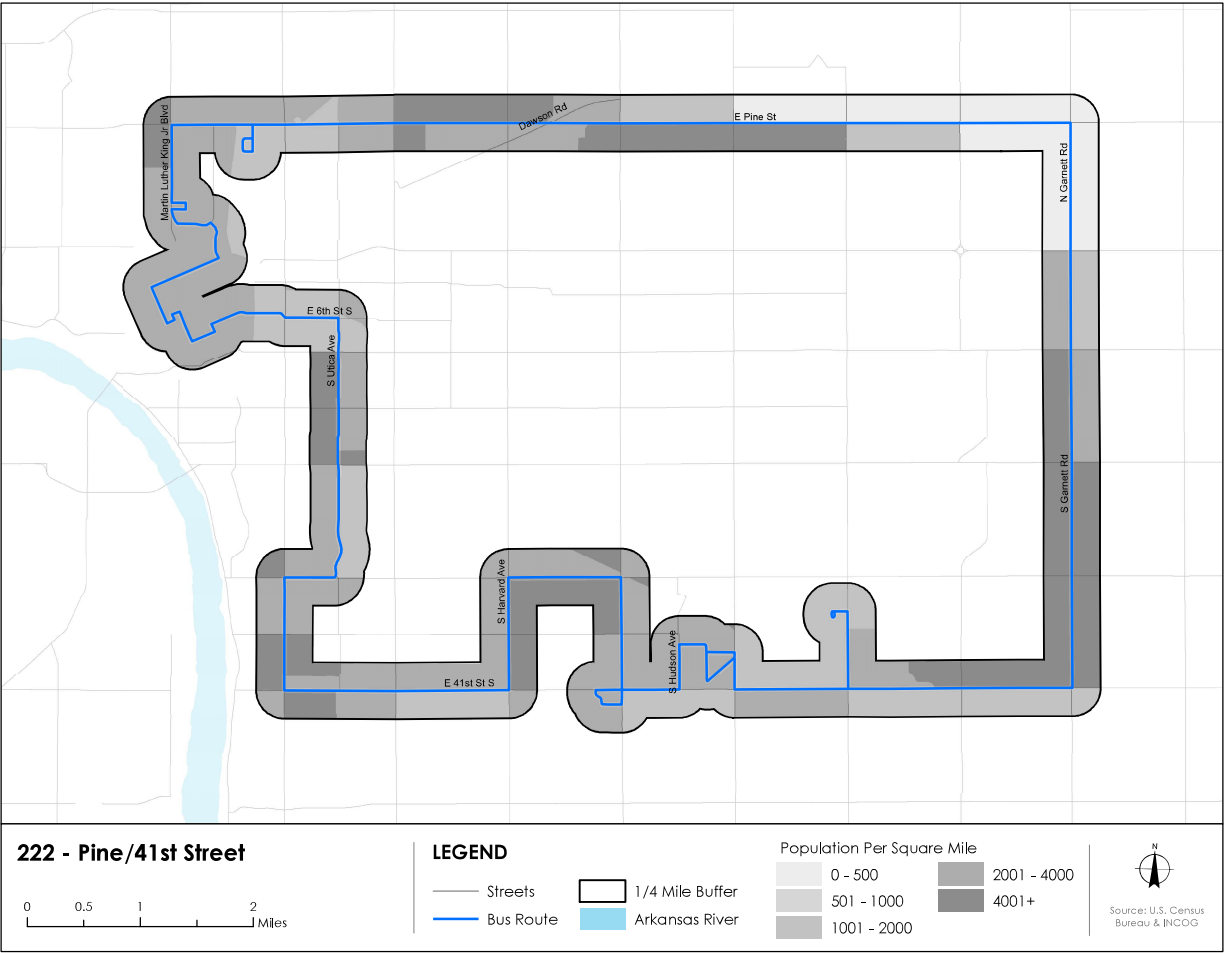 Martin Luther King Jr Blvd
Dawson Rd
E Pine St
N Garnett Rd
E 6th St S
S Utica Ave
S Garnett Rd
S Harvard Ave
S Hudson Ave
E 41st St S
222 - Pine/41st Street
0 0.5 1 2
Miles
LEGEND
Streets
Bus Route
1/4 Mile Buffer
Arkansas River
Population Per Square Mile
0 - 500
501 - 1000
1001 - 2000
2001 - 4000
4001+
N
Source: U.S. Census
Bureau & INCOG